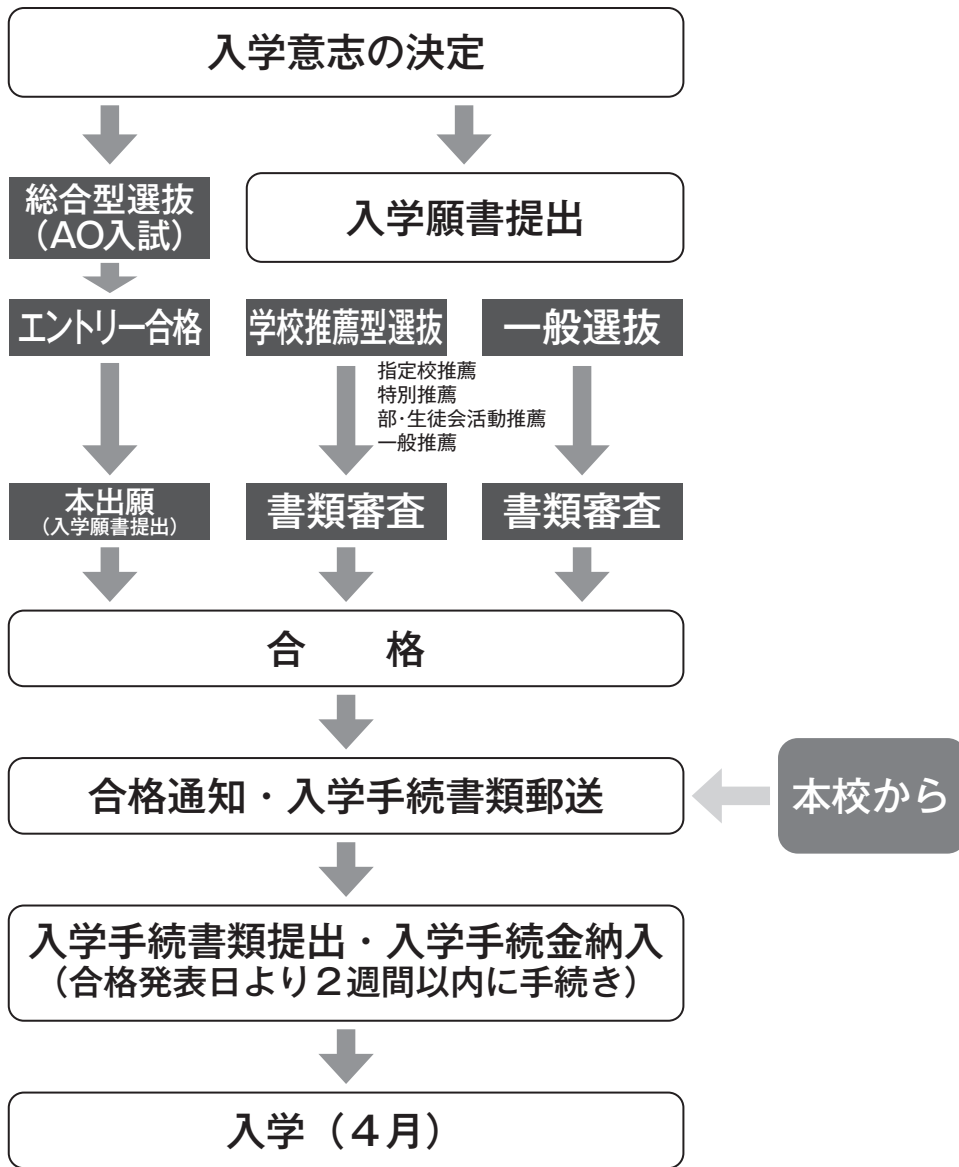 入学意志の決定
総合型選抜
（AO入試）
入学願書提出
エントリー合格
学校推薦型選抜
一般選抜
指定校推薦
特別推薦
部･生徒会活動推薦
一般推薦
本出願
（入学願書提出）
書類審査
書類審査
合　格
合格通知・入学手続書類郵送
本校から
入学手続書類提出・入学手続金納入
（合格発表日より２週間以内に手続き）
入学（４月）